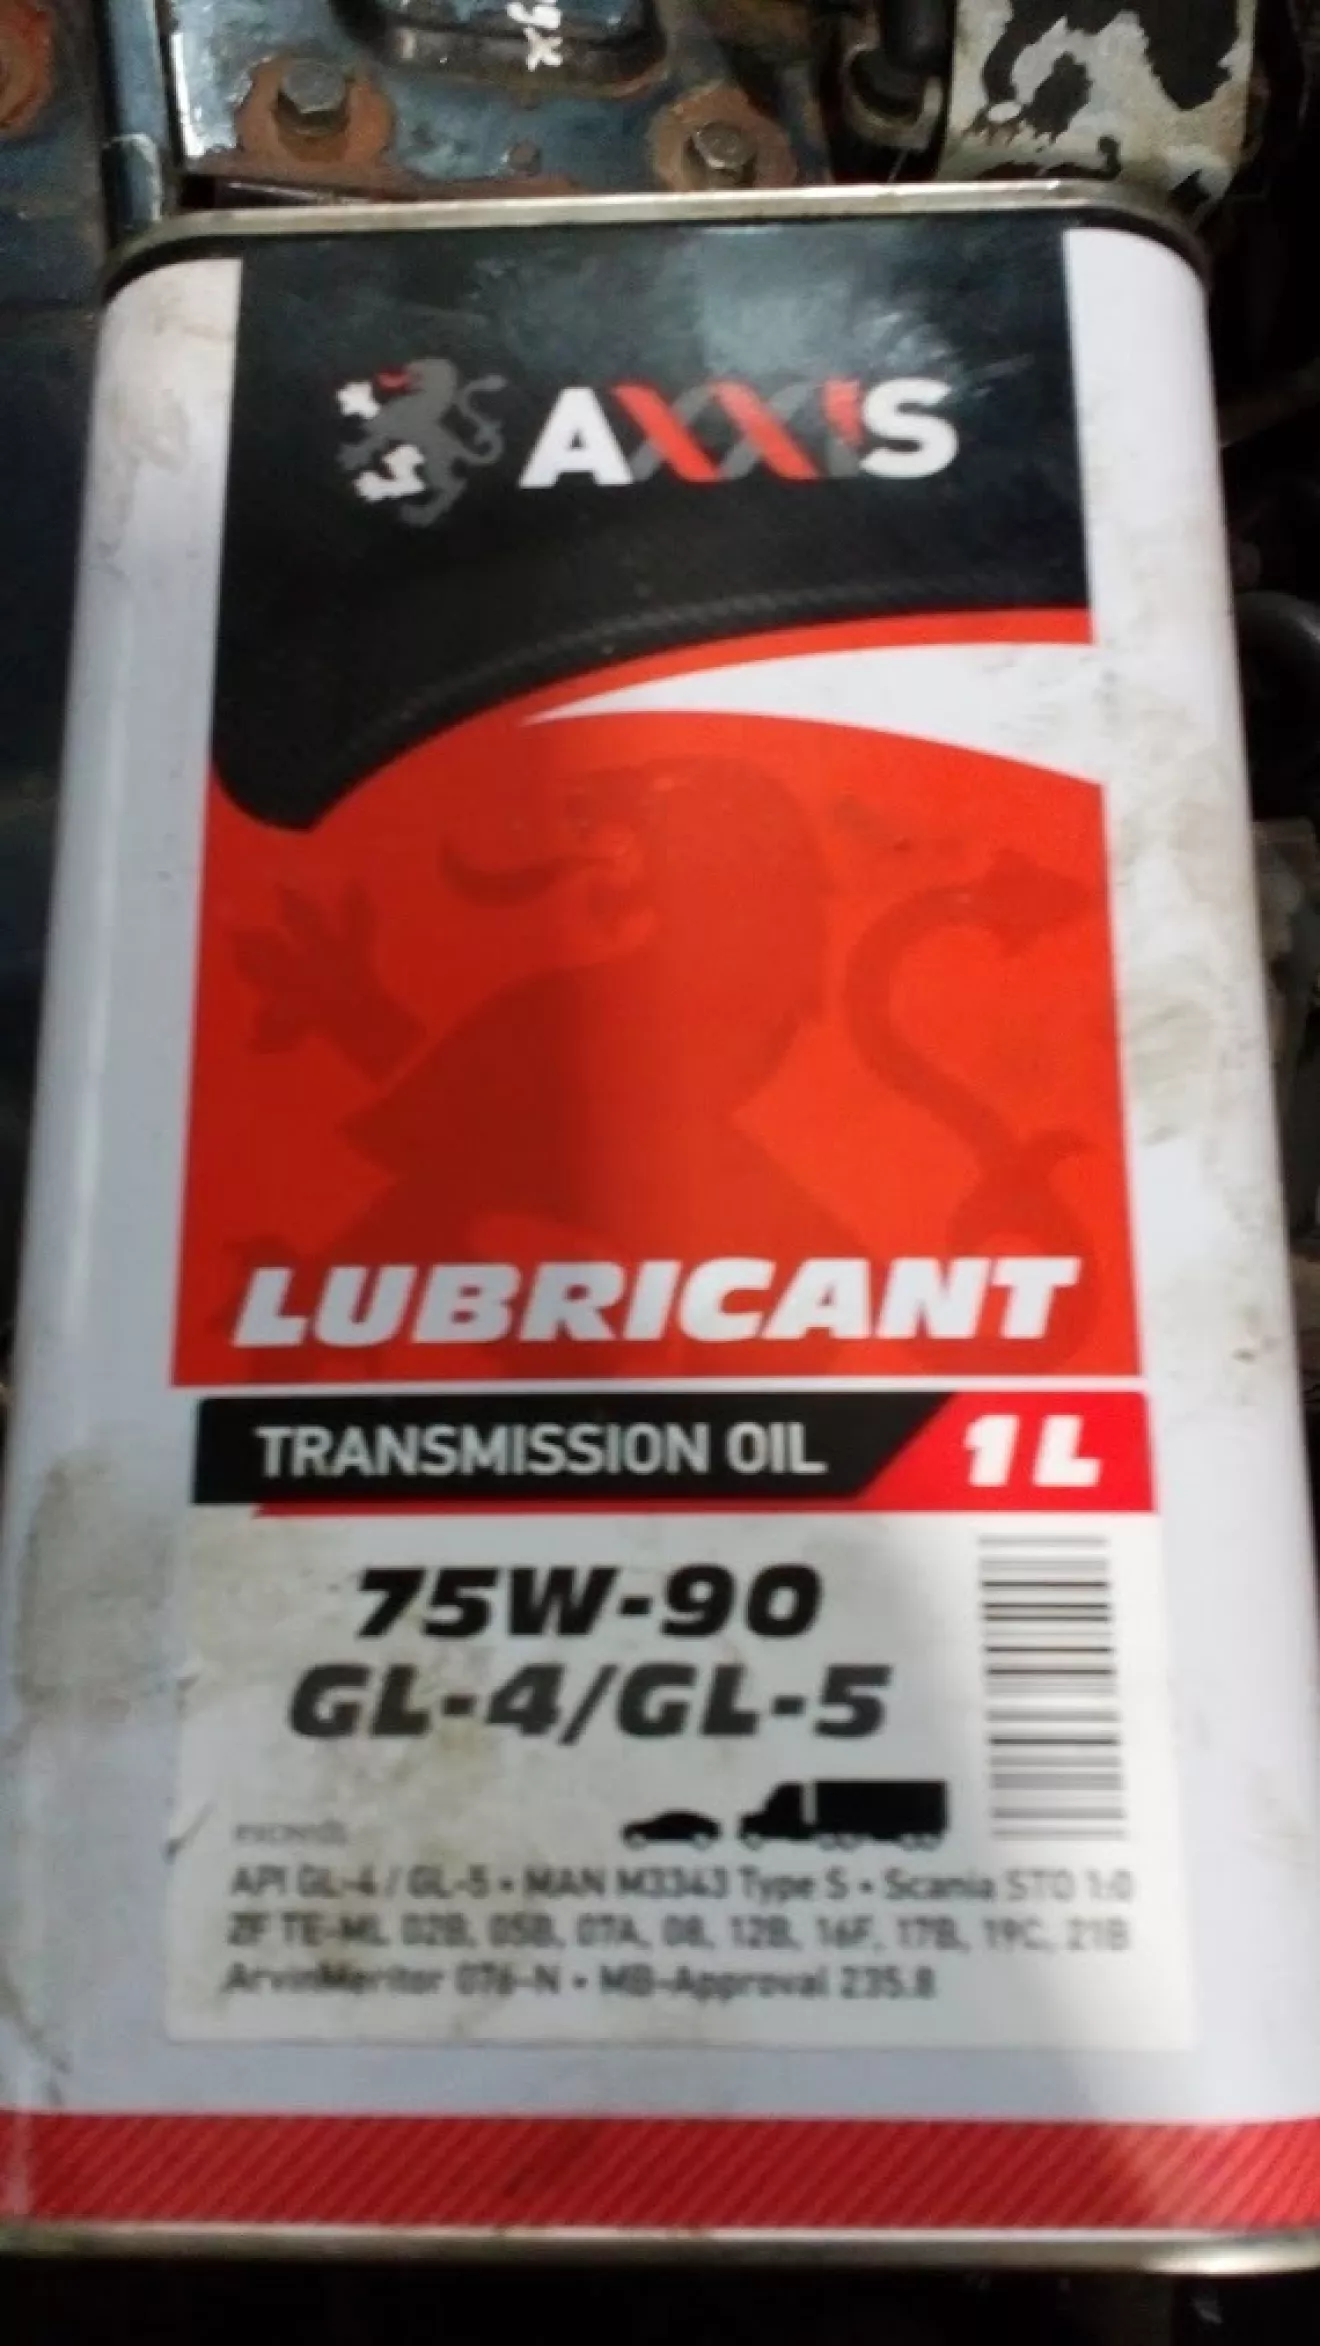 AXXIS
LUBRICANT
TRANSMISSION OIL 1L
75W-90
GL-4/GL-5
API GL-4 / GL-5 • MAN M3343 Type S • Scania STO 1:0
ZF TE-ML 02B, 05B, 07A, 08, 12B, 16F, 17B, 19C, 21B
ArvinMeritor 076-N • MB-Approval 235.8